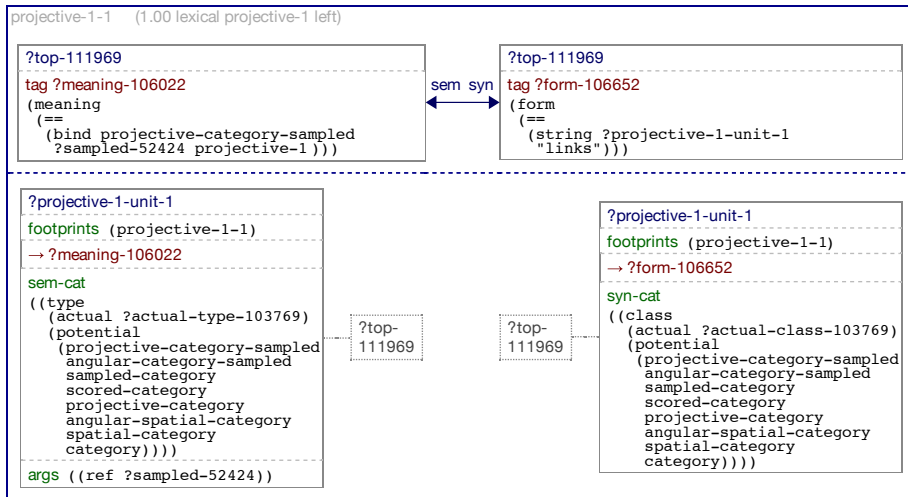 projective-1-1 (1.00 lexical projective-1 left)
?top-111969
tag ?meaning-106022
(meaning
(==
(bind projective-category-sampled
?sampled-52424 projective-1)))
sem syn
?top-111969
tag ?form-106652
(form
(==
(string ?projective-1-unit-1
"links")))
?projective-1-unit-1
footprints (projective-1-1)
→ ?meaning-106022
sem-cat
((type
(actual ?actual-type-103769)
(potential
(projective-category-sampled
angular-category-sampled
sampled-category
scored-category
projective-category
angular-spatial-category
spatial-category
category))))
args ((ref ?sampled-52424))
?top-
111969
?top-
111969
?projective-1-unit-1
footprints (projective-1-1)
→ ?form-106652
syn-cat
((class
(actual ?actual-class-103769)
(potential
(projective-category-sampled
angular-category-sampled
sampled-category
scored-category
projective-category
angular-spatial-category
spatial-category
category))))